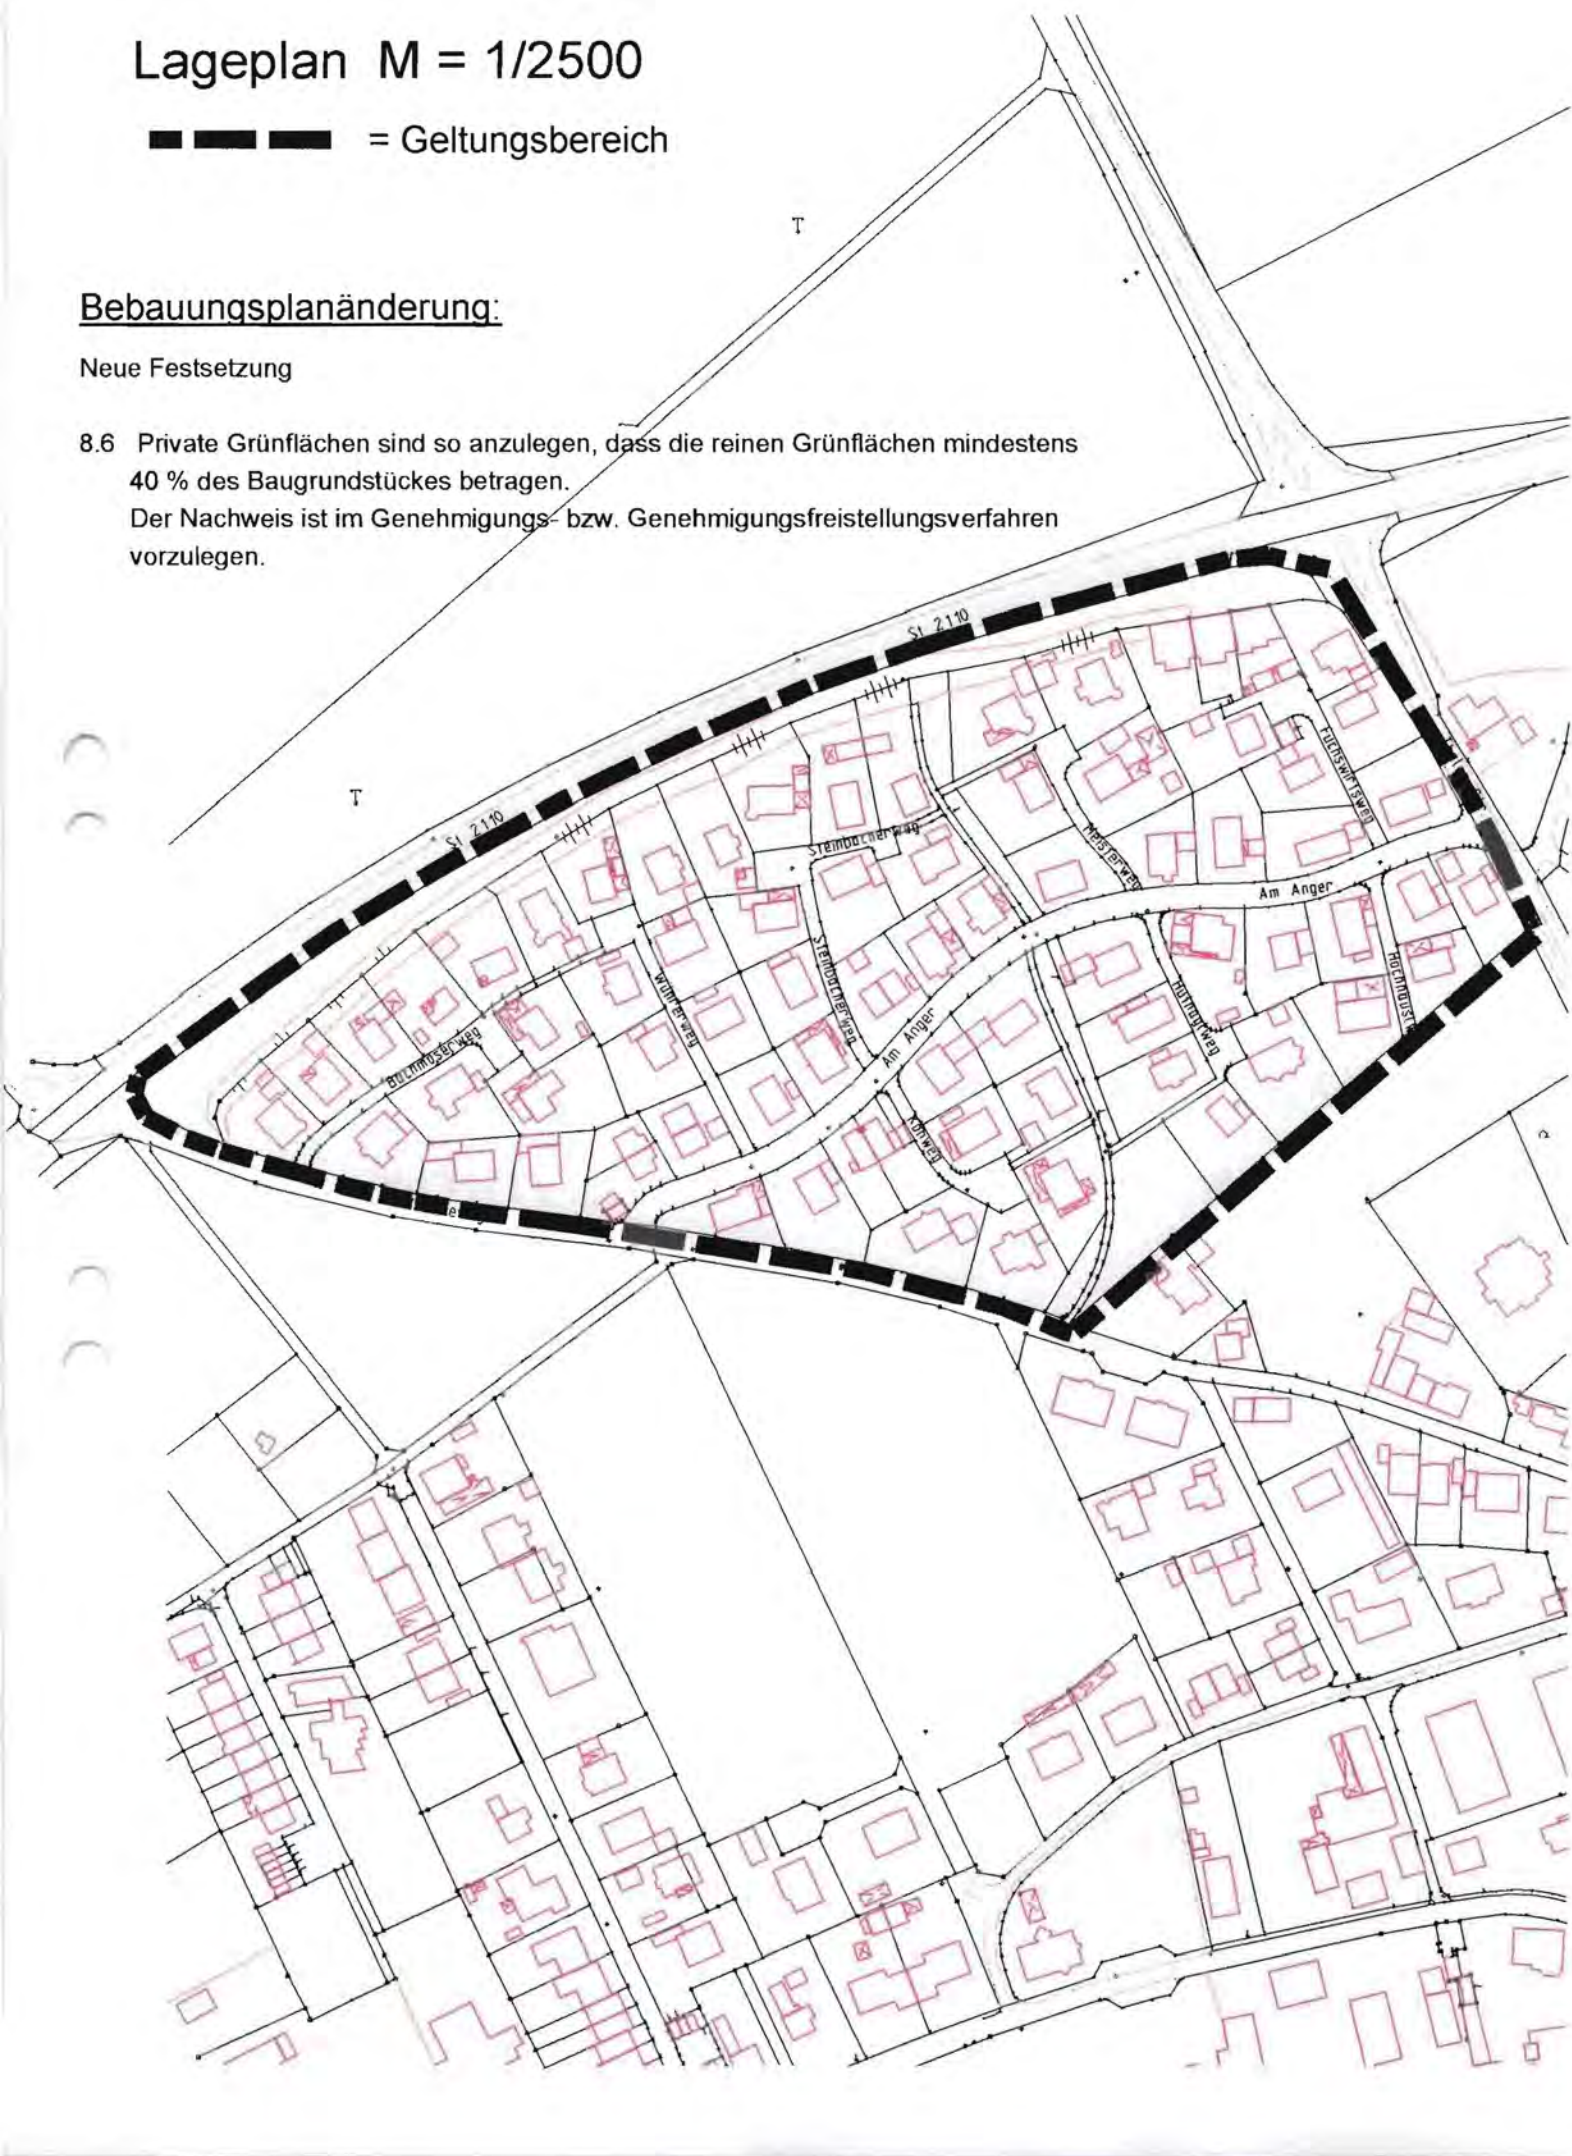 Lageplan M = 1/2500
= Geltungsbereich
Bebauungsplanänderung:
Neue Festsetzung
8.6 Private Grünflächen sind so anzulegen, dass die reinen Grünflächen mindestens
40 % des Baugrundstückes betragen.
Der Nachweis ist im Genehmigungs- bzw. Genehmigungsfreistellungsverfahren
vorzulegen.
T
T
St 2110
St 2110
Fuchswirtsweg
Steinbacherweg
Meisterweg
Am Anger
Steinbacherweg
Wührerweg
Am Anger
Buchmoserweg